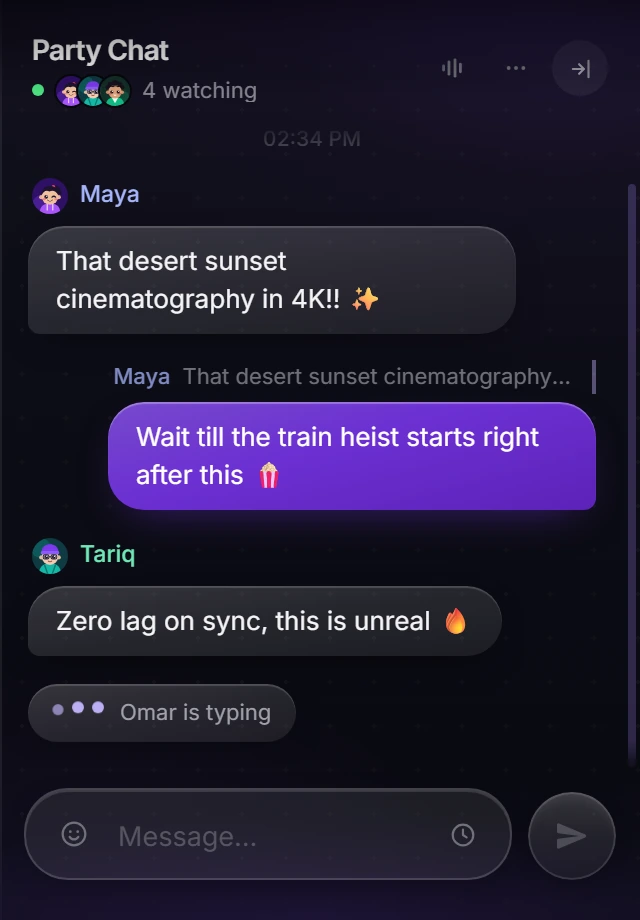 Party Chat
4 watching
02:34 PM
Maya
That desert sunset
cinematography in 4K!! ✨
Maya That desert sunset cinematography...
Wait till the train heist starts right
after this 🍿
Tariq
Zero lag on sync, this is unreal 🔥
Omar is typing
Message...